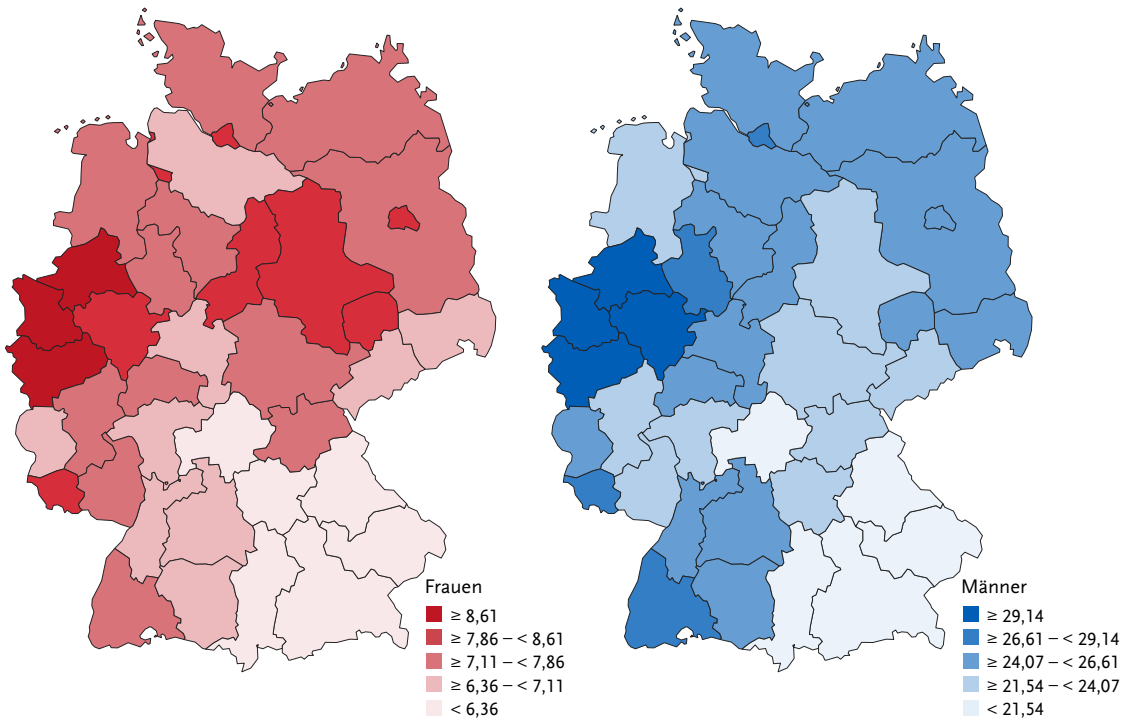 Frauen
≥ 8,61
≥ 7,86 – < 8,61
≥ 7,11 – < 7,86
≥ 6,36 – < 7,11
< 6,36
Männer
≥ 29,14
≥ 26,61 – < 29,14
≥ 24,07 – < 26,61
≥ 21,54 – < 24,07
< 21,54